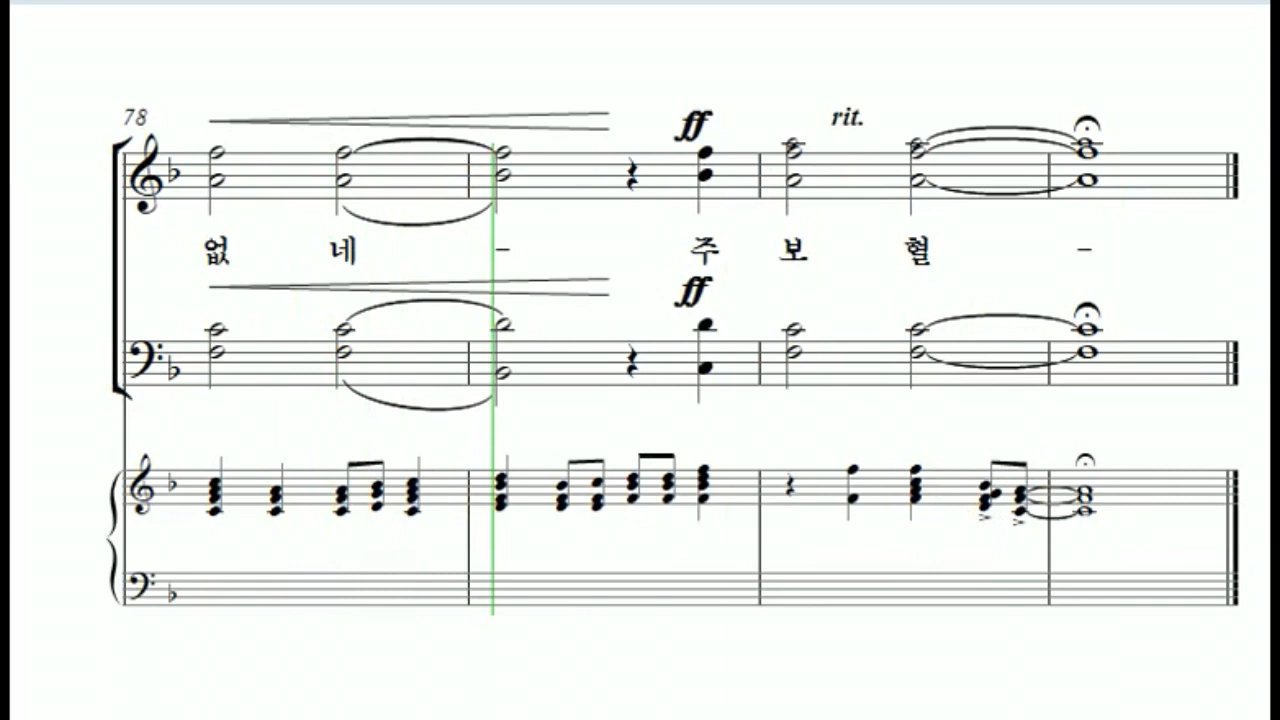 78
ff
rit.
없 네 - 주 보 혈 -
ff